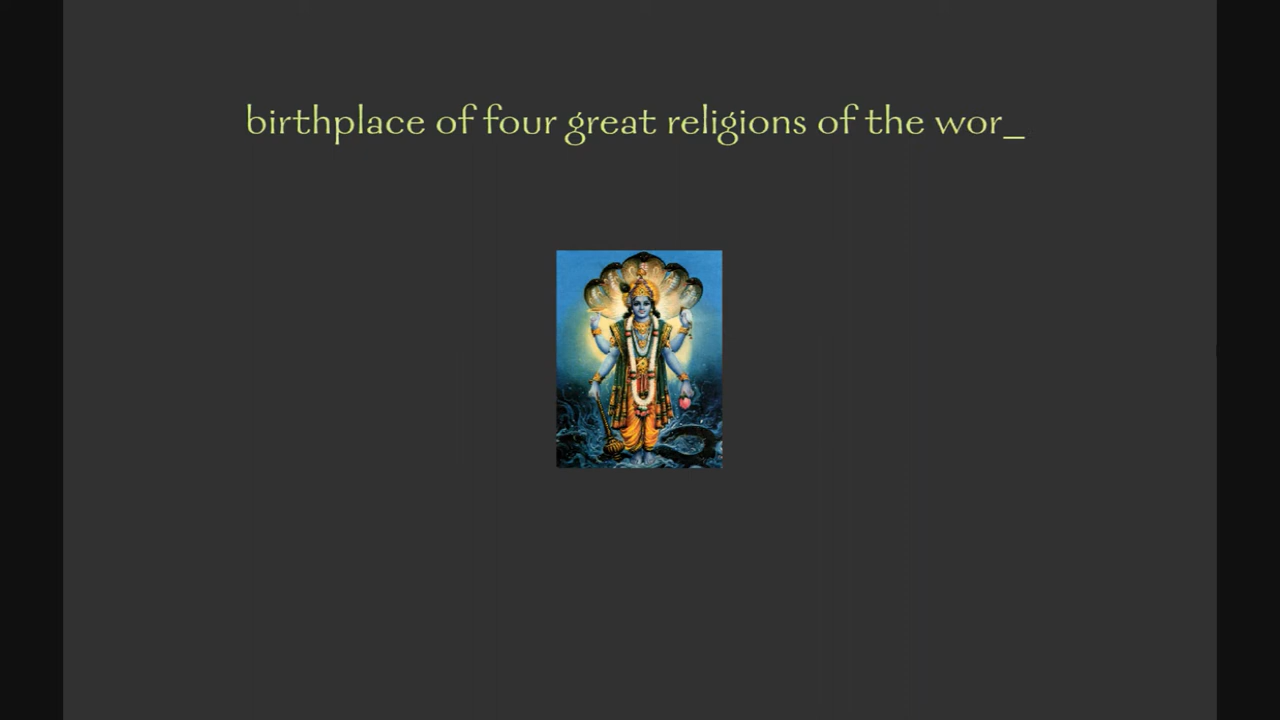 birthplace of four great religions of the wor_